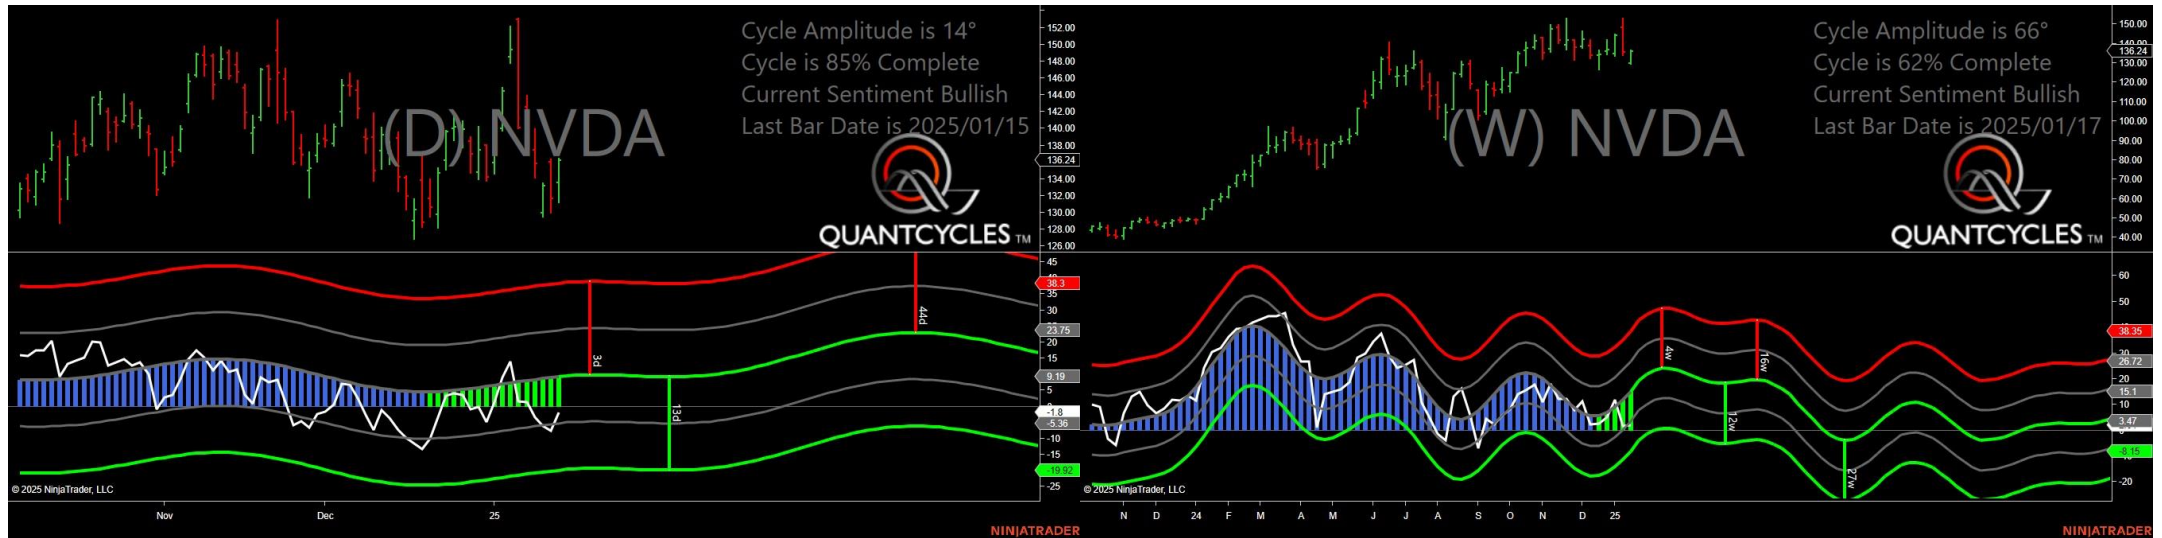 Cycle Amplitude is 14°
Cycle is 85% Complete
Current Sentiment Bullish
Last Bar Date is 2025/01/15
(D) NVDA
QUANTCYCLES TM
152.00
150.00
148.00
146.00
144.00
142.00
140.00
138.00
136.24
134.00
132.00
130.00
128.00
126.00
45
38.3
35
30
23.75
20
15
9.19
5
-1.8
-5.36
-10
-15
-19.92
-25
3d
13d
44d
© 2025 NinjaTrader, LLC
Nov
Dec
25
NINJATRADER
Cycle Amplitude is 66°
Cycle is 62% Complete
Current Sentiment Bullish
Last Bar Date is 2025/01/17
(W) NVDA
QUANTCYCLES TM
150.00
136.24
130.00
120.00
110.00
100.00
90.00
80.00
70.00
60.00
50.00
40.00
60
50
38.35
26.72
20
15.1
10
3.47
-8.15
-20
4w
12w
16w
27w
© 2025 NinjaTrader, LLC
N D 24 F M A M J J A S O N D 25
NINJATRADER